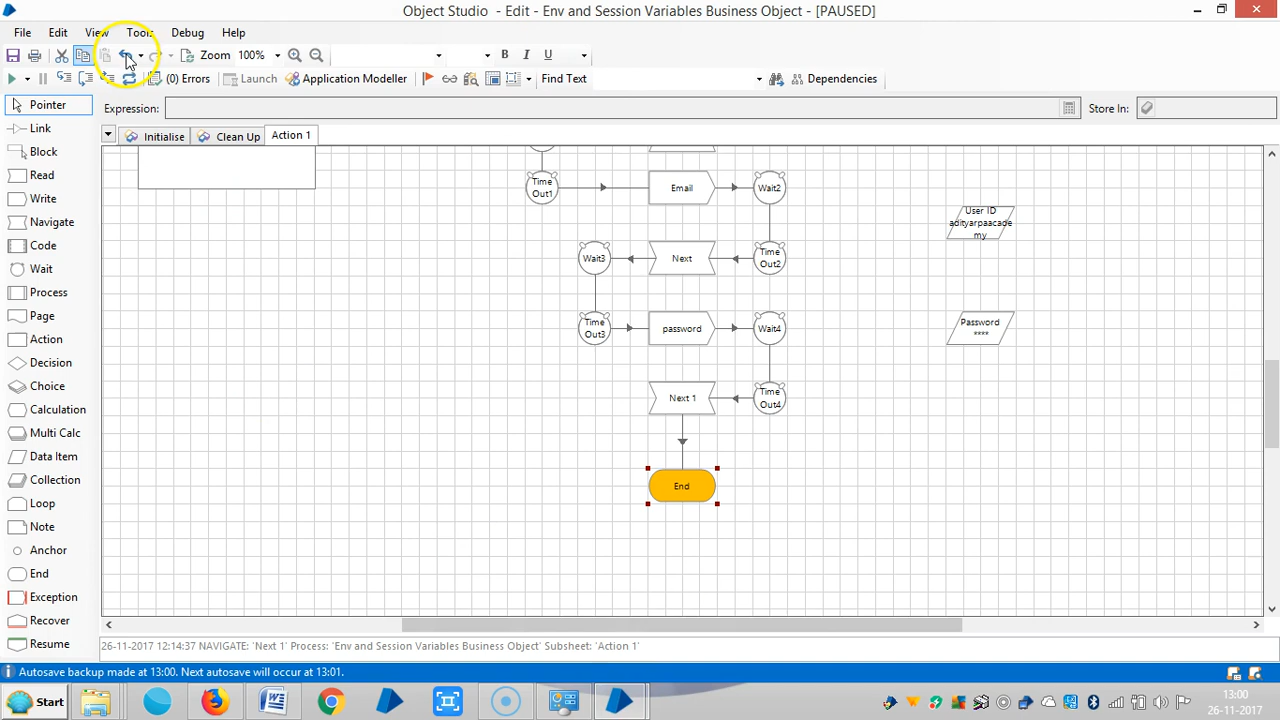 Object Studio - Edit - Env and Session Variables Business Object - [PAUSED]
File Edit View Tools Debug Help
Zoom 100% B I U
(0) Errors Launch Application Modeller Find Text Dependencies
Pointer
Expression: Store In:
Link
Initialise Clean Up Action 1
Block
Read
Write
Navigate
Code
Wait
Process
Page
Action
Decision
Choice
Calculation
Multi Calc
Data Item
Collection
Loop
Note
Anchor
End
Exception
Recover
Resume
Time
Out1
Email
Wait2
User ID
adityarpaacade
my
Wait3
Next
Time
Out2
Time
Out3
password
Wait4
Password
****
Next 1
Time
Out4
End
26-11-2017 12:14:37 NAVIGATE: 'Next 1' Process: 'Env and Session Variables Business Object' Subsheet: 'Action 1'
Autosave backup made at 13:00. Next autosave will occur at 13:01.
Start
13:00
26-11-2017